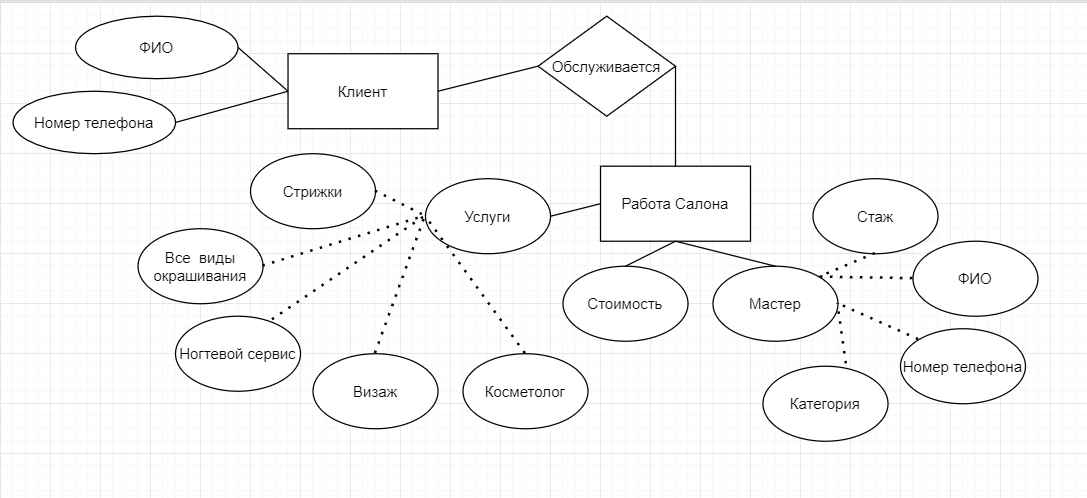 ФИО
Обслуживается
Клиент
Номер телефона
Стрижки
Услуги
Работа Салона
Стаж
Все виды
окрашивания
ФИО
Стоимость
Мастер
Ногтевой сервис
Номер телефона
Визаж
Косметолог
Категория